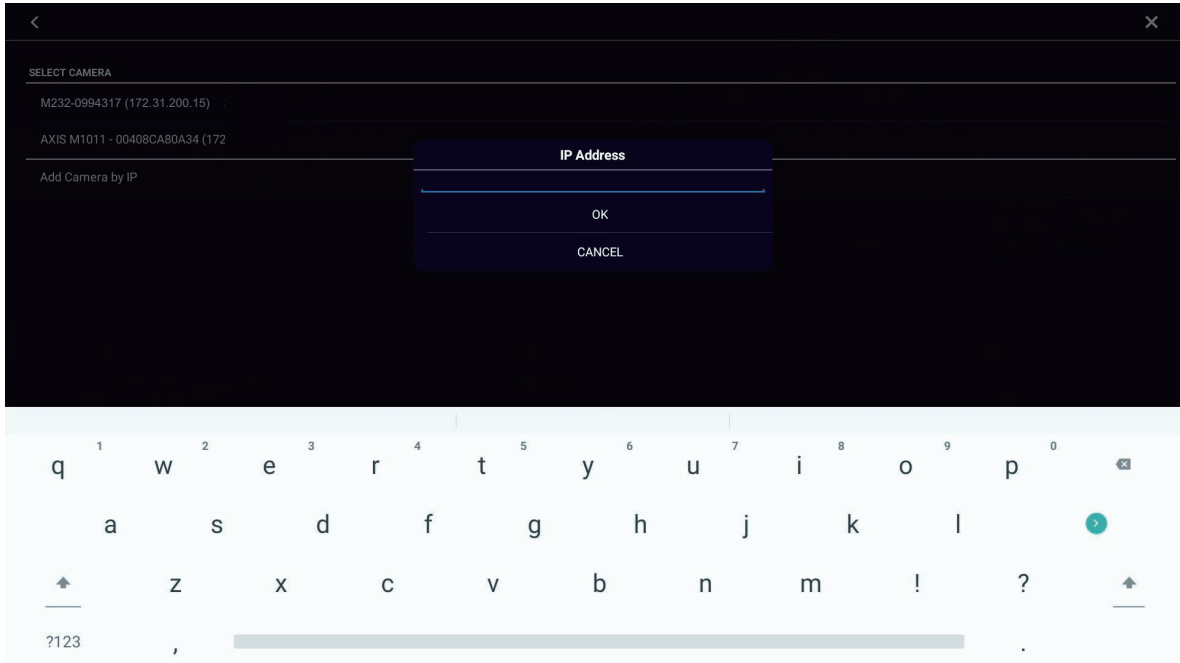 SELECT CAMERA
M232-0994317 (172.31.200.15)
AXIS M1011 - 00408CA80A34 (172
Add Camera by IP
IP Address
OK
CANCEL
1 2 3 4 5 6 7 8 9 0
q w e r t y u i o p
a s d f g h j k l
z x c v b n m ! ?
?123 , .